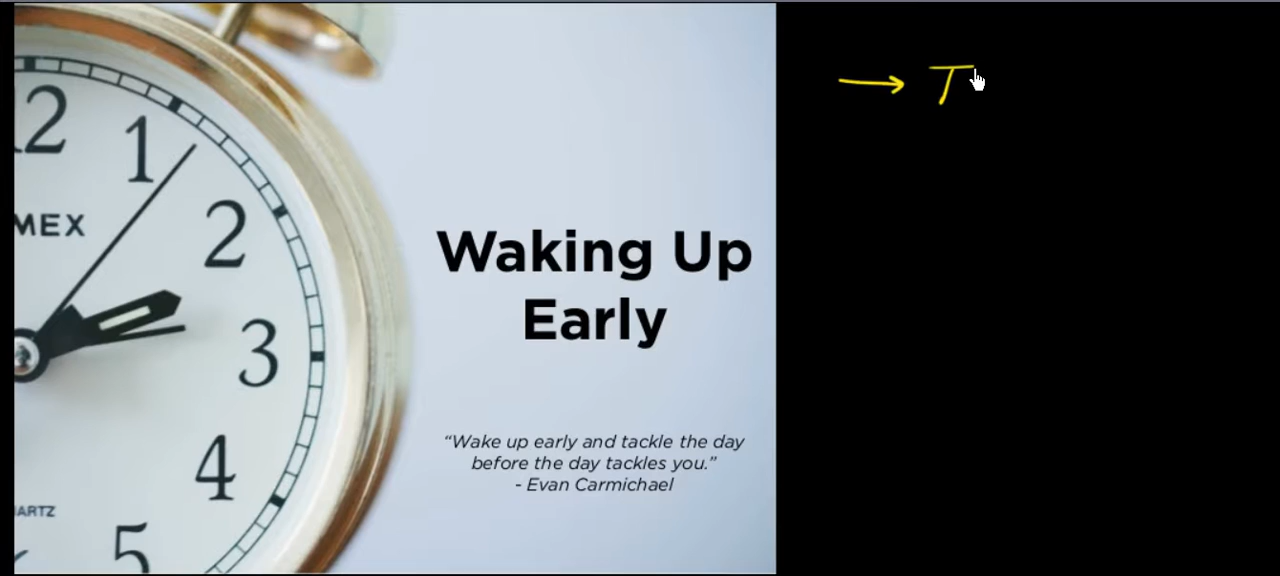 12
1
MEX
2
3
4
ARTZ
5
Waking Up
Early
“Wake up early and tackle the day
before the day tackles you.”
- Evan Carmichael
→ T